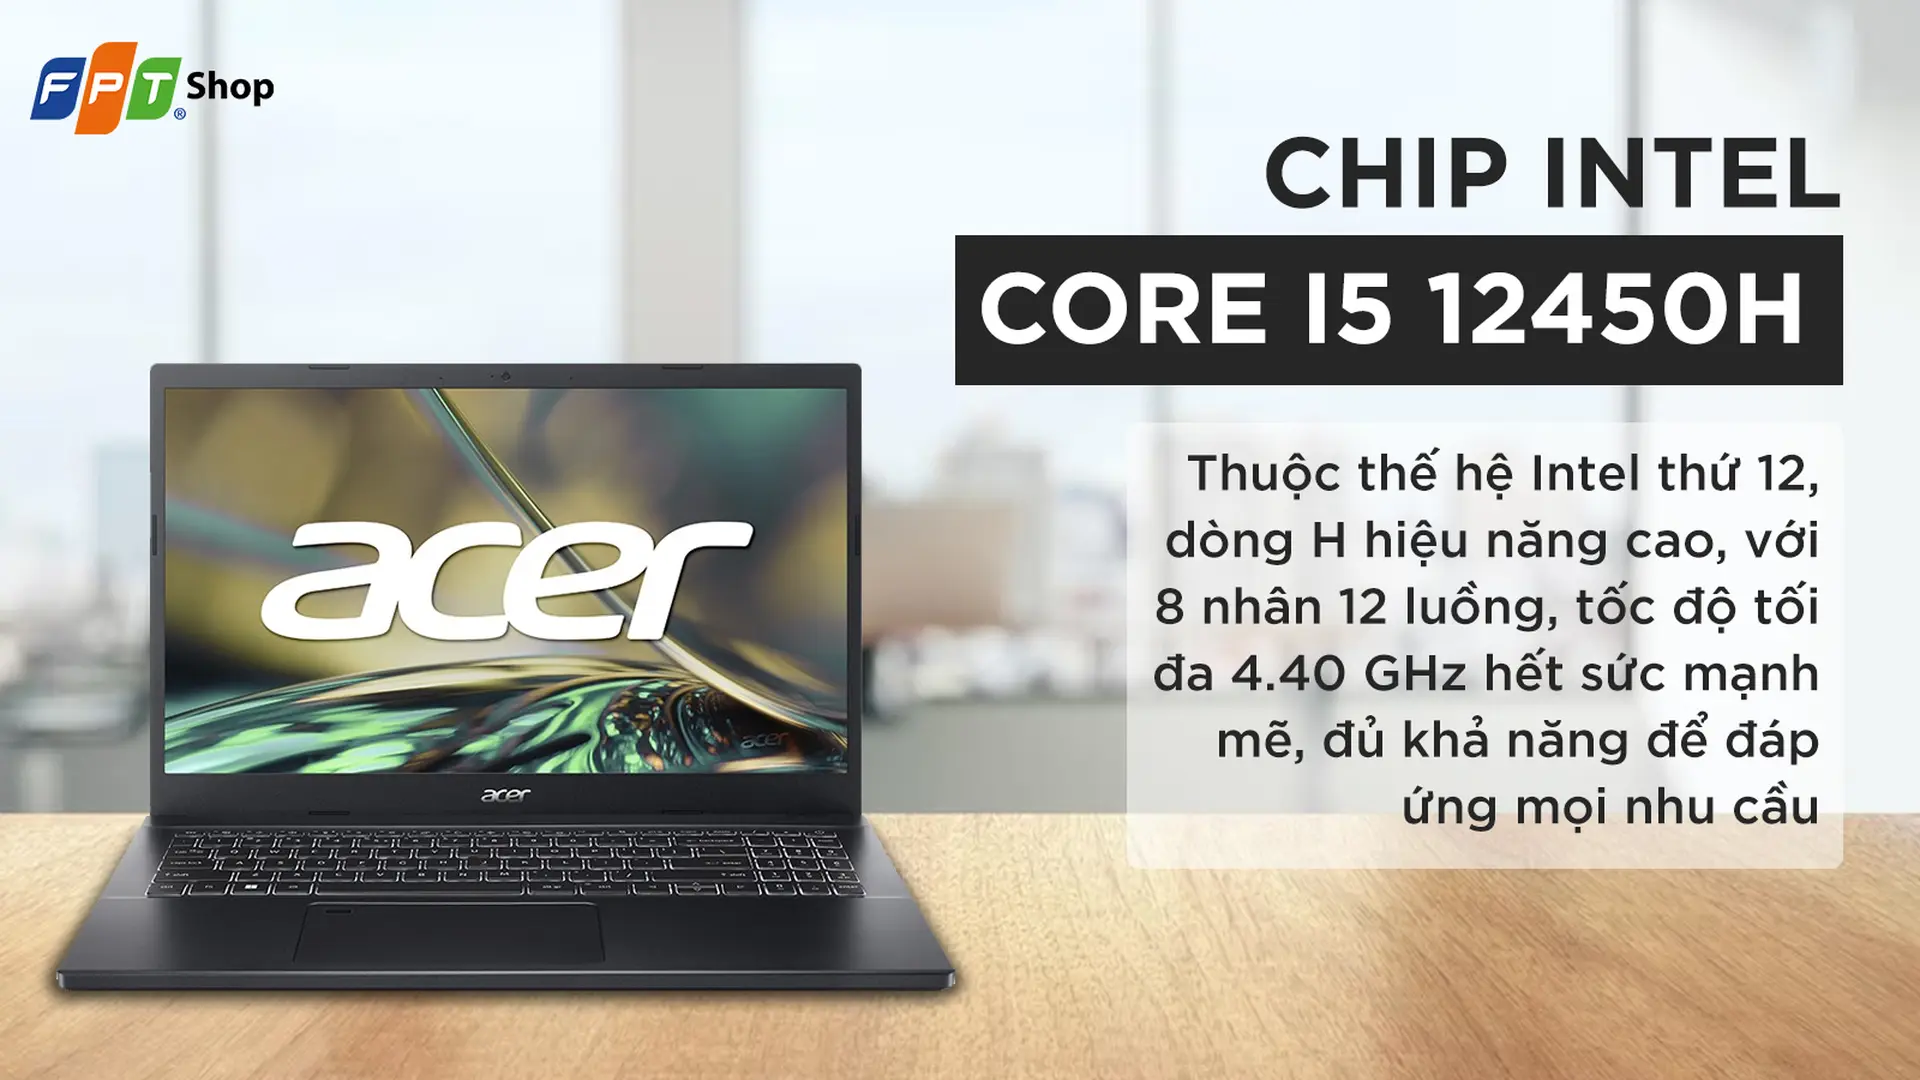 FPT® Shop
CHIP INTEL
CORE I5 12450H
Thuộc thế hệ Intel thứ 12,
dòng H hiệu năng cao, với
8 nhân 12 luồng, tốc độ tối
đa 4.40 GHz hết sức mạnh
mẽ, đủ khả năng để đáp
ứng mọi nhu cầu
acer
acer
acer